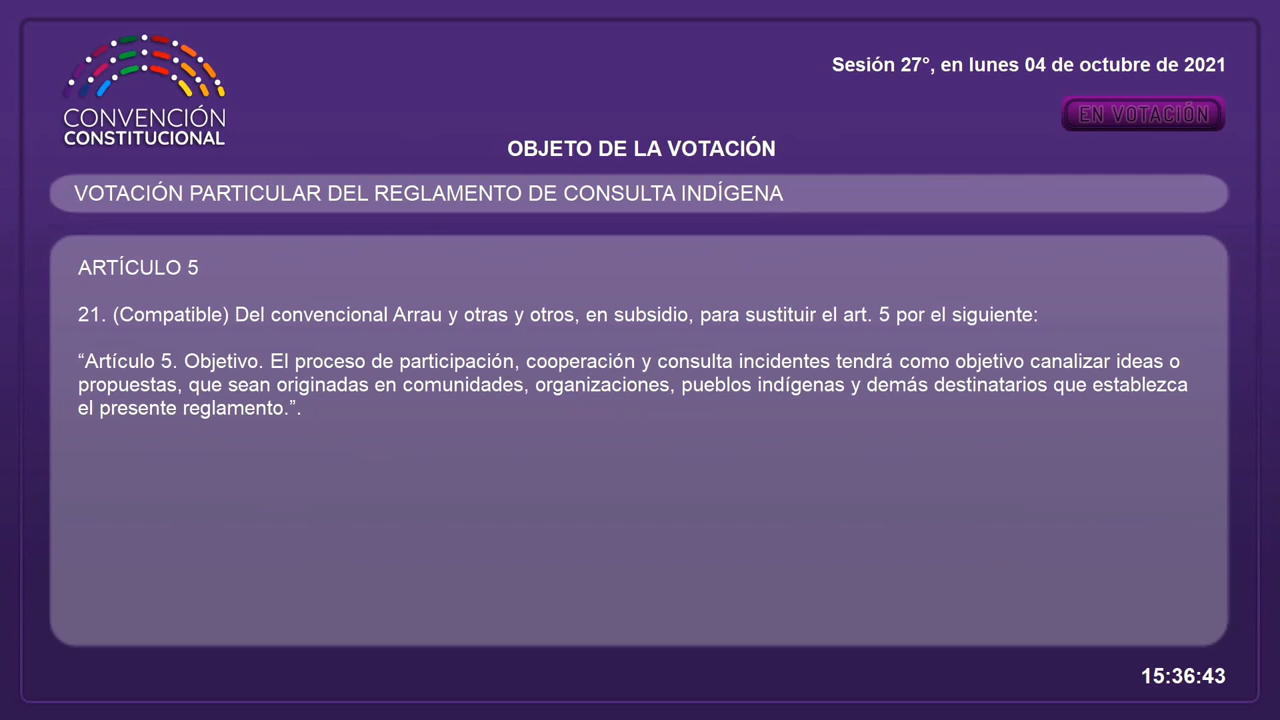 CONVENCIÓN
CONSTITUCIONAL
Sesión 27°, en lunes 04 de octubre de 2021
EN VOTACIÓN
OBJETO DE LA VOTACIÓN
VOTACIÓN PARTICULAR DEL REGLAMENTO DE CONSULTA INDÍGENA
ARTÍCULO 5
21. (Compatible) Del convencional Arrau y otras y otros, en subsidio, para sustituir el art. 5 por el siguiente:
“Artículo 5. Objetivo. El proceso de participación, cooperación y consulta incidentes tendrá como objetivo canalizar ideas o
propuestas, que sean originadas en comunidades, organizaciones, pueblos indígenas y demás destinatarios que establezca
el presente reglamento.”.
15:36:43